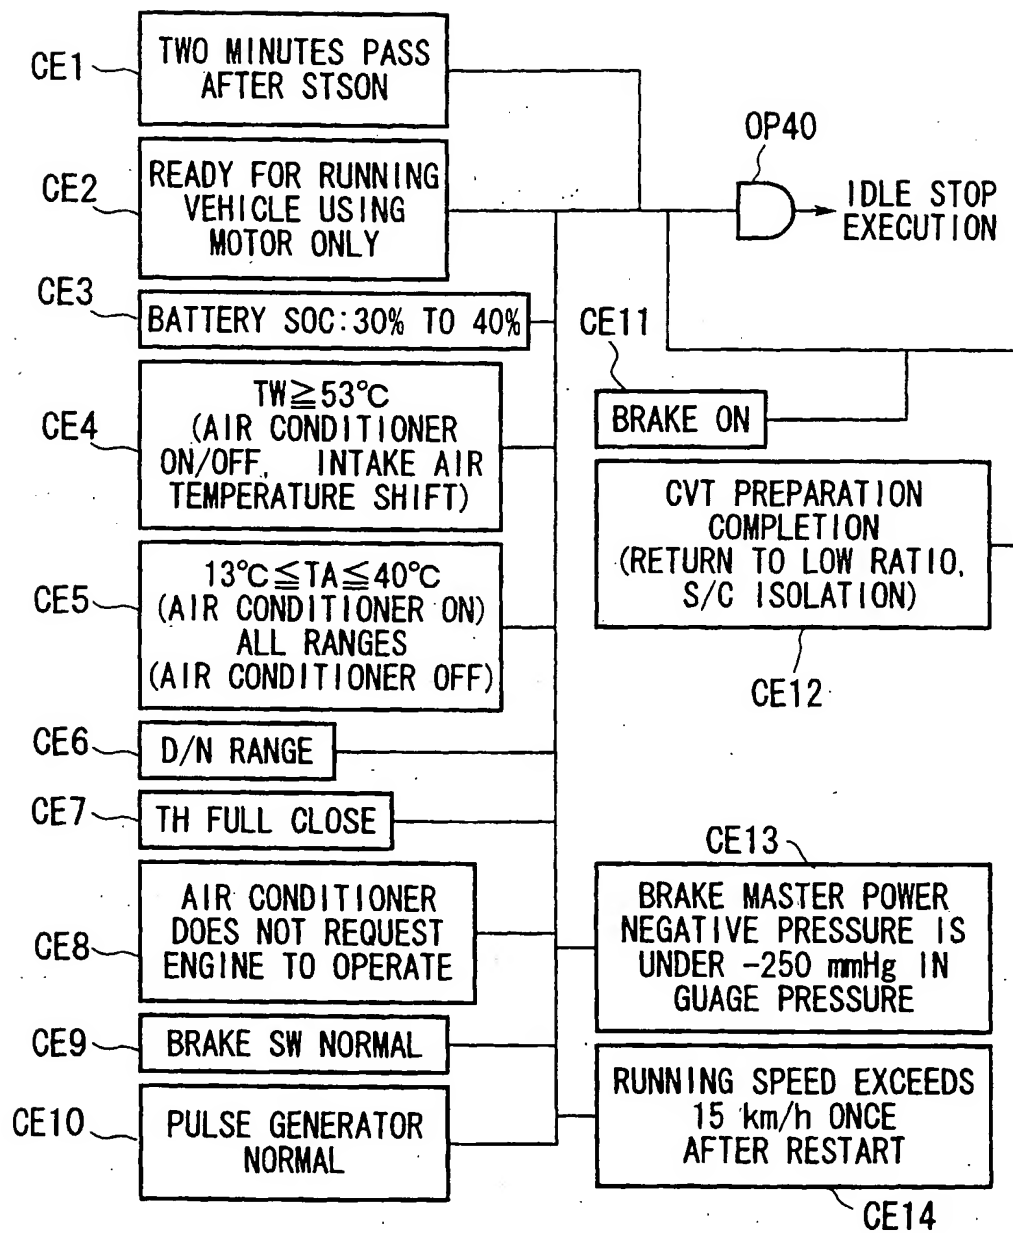 CE1
TWO MINUTES PASS
AFTER STSON
OP40
CE2
READY FOR RUNNING
VEHICLE USING
MOTOR ONLY
IDLE STOP
EXECUTION
CE3
BATTERY SOC:30% TO 40%
CE11
BRAKE ON
CE4
TW≧53°C
(AIR CONDITIONER
ON/OFF, INTAKE AIR
TEMPERATURE SHIFT)
CVT PREPARATION
COMPLETION
(RETURN TO LOW RATIO,
S/C ISOLATION)
CE12
CE5
13°C≦TA≦40°C
(AIR CONDITIONER ON)
ALL RANGES
(AIR CONDITIONER OFF)
CE6
D/N RANGE
CE7
TH FULL CLOSE
CE13
BRAKE MASTER POWER
NEGATIVE PRESSURE IS
UNDER -250 mmHg IN
GUAGE PRESSURE
CE8
AIR CONDITIONER
DOES NOT REQUEST
ENGINE TO OPERATE
CE9
BRAKE SW NORMAL
CE10
PULSE GENERATOR
NORMAL
RUNNING SPEED EXCEEDS
15 km/h ONCE
AFTER RESTART
CE14